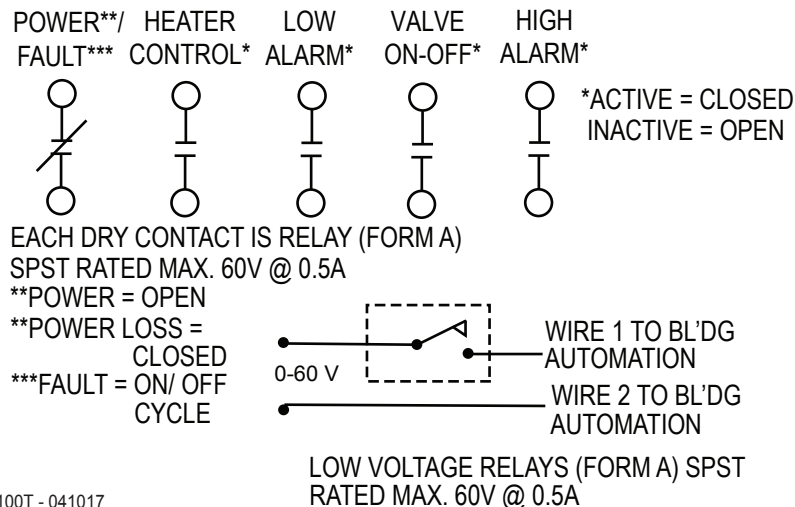 POWER**/ HEATER LOW VALVE HIGH
FAULT*** CONTROL* ALARM* ON-OFF* ALARM*
*ACTIVE = CLOSED
INACTIVE = OPEN
EACH DRY CONTACT IS RELAY (FORM A)
SPST RATED MAX. 60V @ 0.5A
**POWER = OPEN
**POWER LOSS =
CLOSED
***FAULT = ON/ OFF
CYCLE
0-60 V
WIRE 1 TO BL'DG
AUTOMATION
WIRE 2 TO BL'DG
AUTOMATION
LOW VOLTAGE RELAYS (FORM A) SPST
RATED MAX. 60V @ 0.5A
100T - 041017